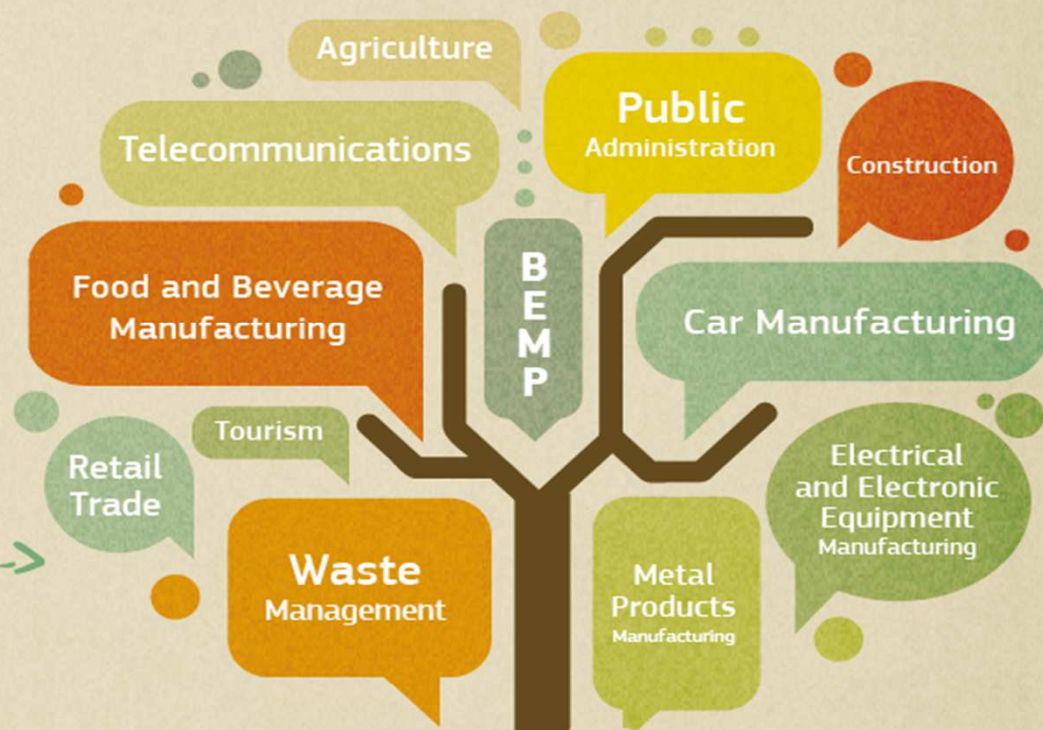 Agriculture
Telecommunications
Public
Administration
Construction
Food and Beverage
Manufacturing
B
E
M
P
Car Manufacturing
Tourism
Retail
Trade
Electrical
and Electronic
Equipment
Manufacturing
Waste
Management
Metal
Products
Manufacturing